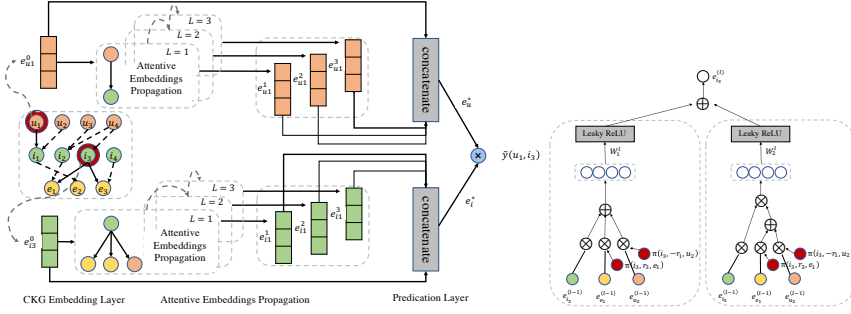 L = 3
L = 2
L = 1
Attentive
Embeddings
Propagation
e_{u1}^0
e_{u1}^1
e_{u1}^2
e_{u1}^3
concatenate
e_u^*
u_1 u_2 u_3 u_4
i_1 i_2 i_3 i_4
e_1 e_2 e_3
ŷ(u_1, i_3)
e_i^*
L = 3
L = 2
L = 1
Attentive
Embeddings
Propagation
e_{i3}^0
e_{i1}^1
e_{i1}^2
e_{i1}^3
concatenate
CKG Embedding Layer
Attentive Embeddings Propagation
Predication Layer
e_{i_3}^{(l)}
Leaky ReLU
Leaky ReLU
W_1^l
W_2^l
π(i_3, −r_1, u_2)
π(i_3, r_3, e_1)
π(i_3, −r_1, u_2
π(i_3, r_3,
e_1)
e_{i_3}^{(l−1)} e_{e_1}^{(l−1)} e_{u_2}^{(l−1)}
e_{i_3}^{(l−1)} e_{e_1}^{(l−1)} e_{u_2}^{(l−1)}